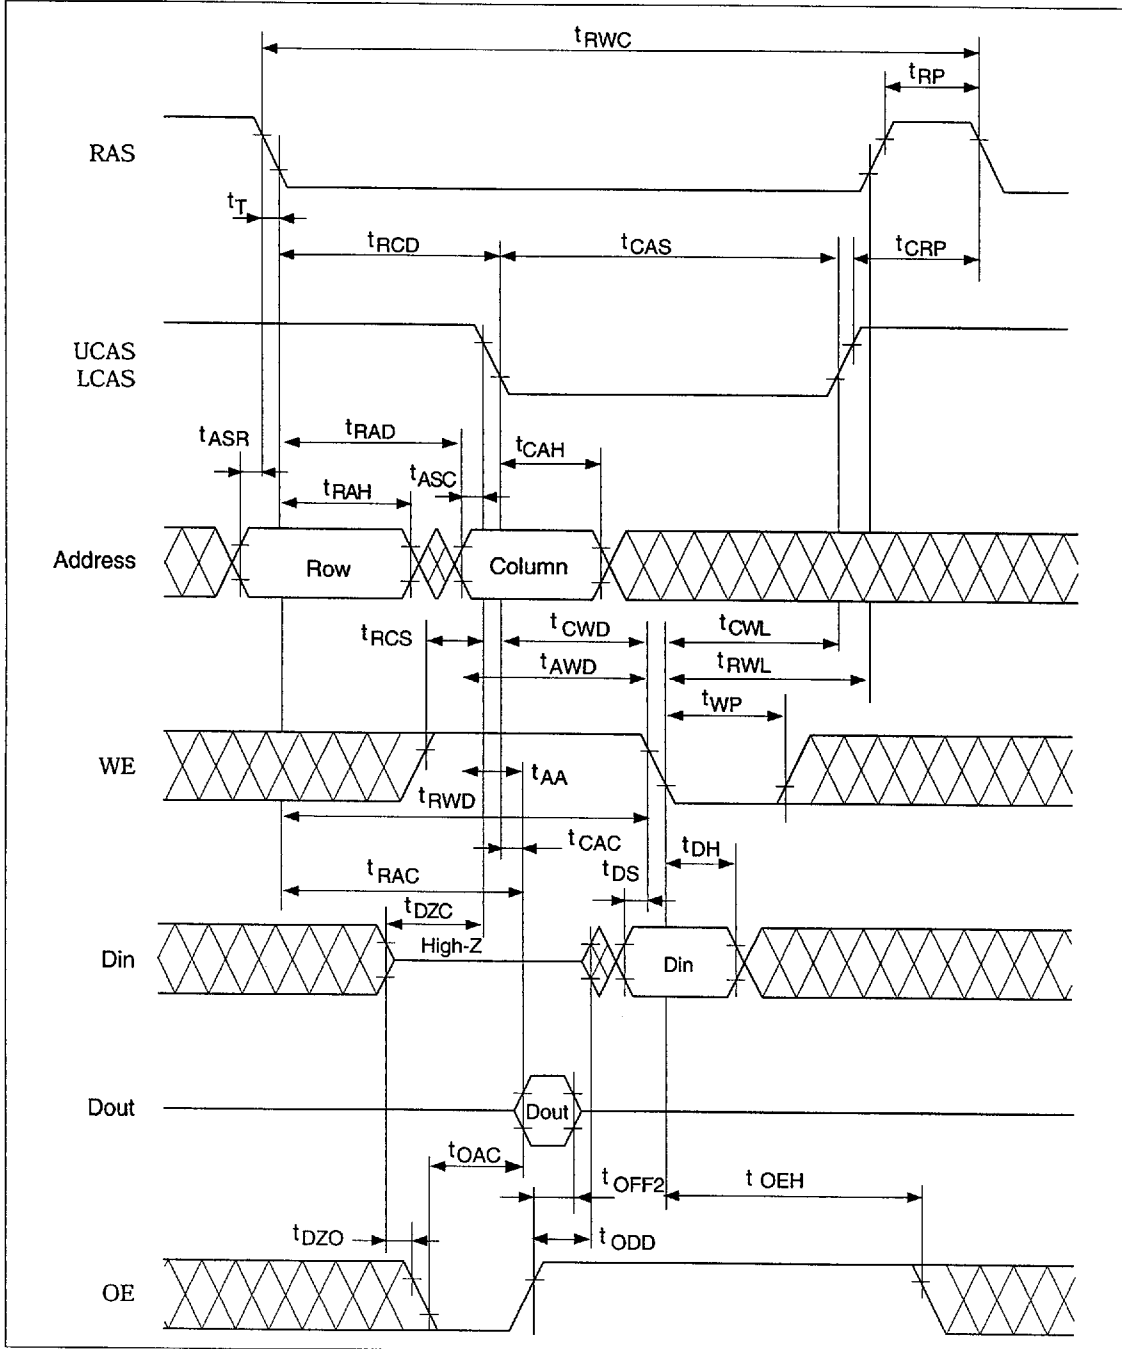 tRWC
tRP
RAS
tT
tRCD
tCAS
tCRP
UCAS
LCAS
tASR
tRAD
tCAH
tASC
tRAH
Address
Row
Column
tRCS
tCWD
tCWL
tAWD
tRWL
tWP
WE
tAA
tRWD
tCAC
tDH
tRAC
tDS
tDZC
High-Z
Din
Din
Dout
Dout
tOAC
tOFF2
t OEH
tDZO
tODD
OE